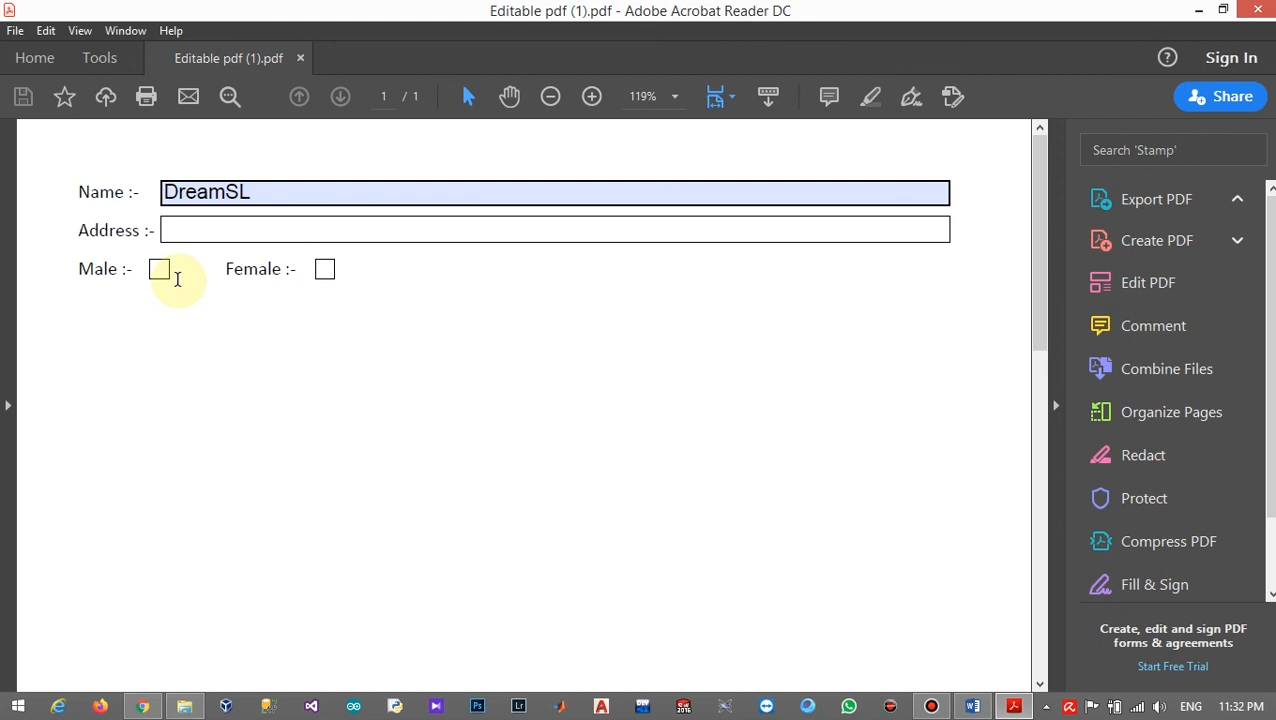 Editable pdf (1).pdf - Adobe Acrobat Reader DC
File Edit View Window Help
Home Tools Editable pdf (1).pdf × Sign In
1 / 1 119% Share
Search 'Stamp'
Name :- DreamSL
Address :-
Male :- Female :-
Export PDF
Create PDF
Edit PDF
Comment
Combine Files
Organize Pages
Redact
Protect
Compress PDF
Fill & Sign
Create, edit and sign PDF
forms & agreements
Start Free Trial
ENG 11:32 PM